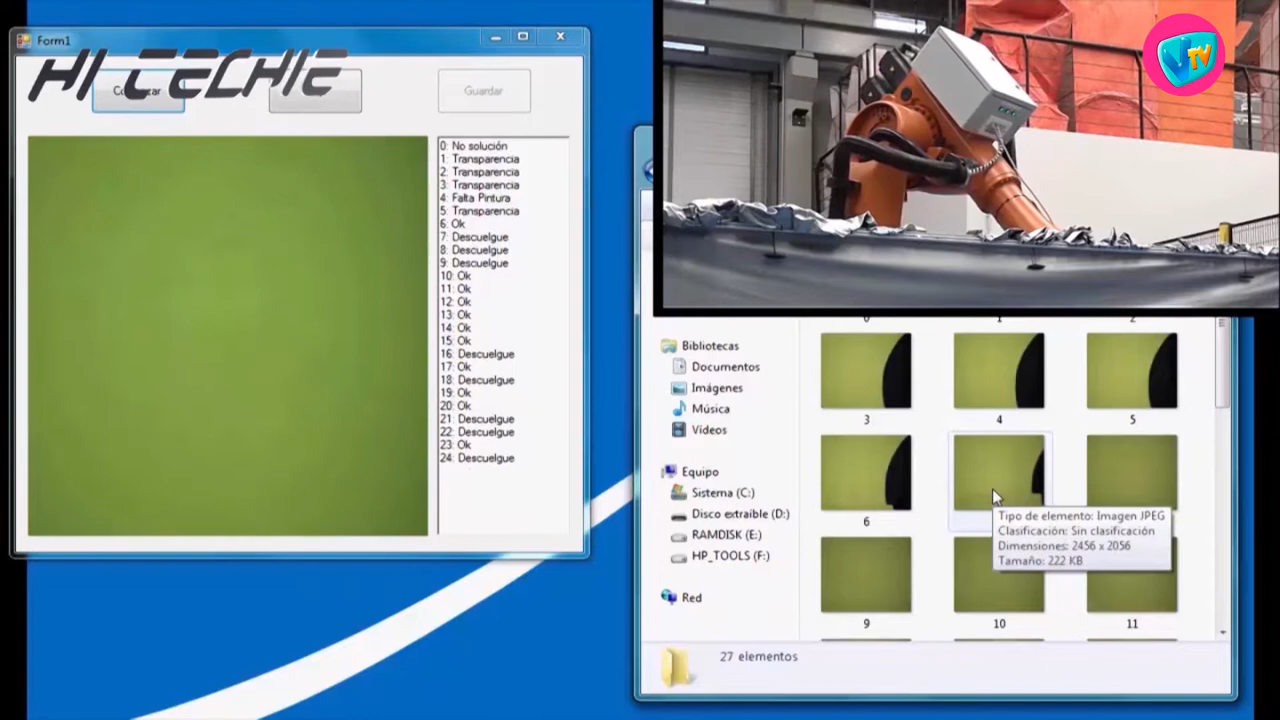 Form1
HI TECHIE
Guardar
0: No solución
1: Transparencia
2: Transparencia
3: Transparencia
4: Falta Pintura
5: Transparencia
6: Ok
7: Descuelgue
8: Descuelgue
9: Descuelgue
10: Ok
11: Ok
12: Ok
13: Ok
14: Ok
15: Ok
16: Descuelgue
17: Ok
18: Descuelgue
19: Ok
20: Ok
21: Descuelgue
22: Descuelgue
23: Ok
24: Descuelgue
TV
Bibliotecas
Documentos
Imágenes
Música
Vídeos
Equipo
Sistema (C:)
Disco extraíble (D:)
RAMDISK (E:)
HP_TOOLS (F:)
Red
3
4
5
6
Tipo de elemento: Imagen JPEG
Clasificación: Sin clasificación
Dimensiones: 2456 x 2056
Tamaño: 222 KB
9
10
11
27 elementos